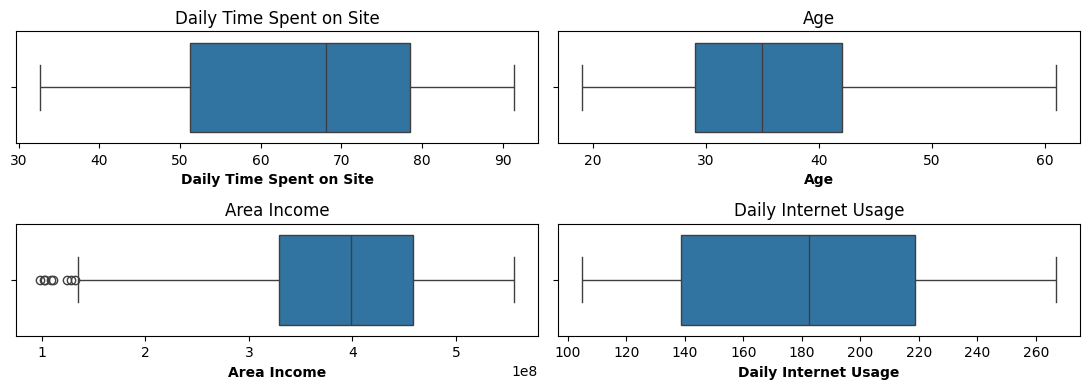 Daily Time Spent on Site
30 40 50 60 70 80 90
Daily Time Spent on Site
Age
20 30 40 50 60
Age
Area Income
1 2 3 4 5
1e8
Area Income
Daily Internet Usage
100 120 140 160 180 200 220 240 260
Daily Internet Usage